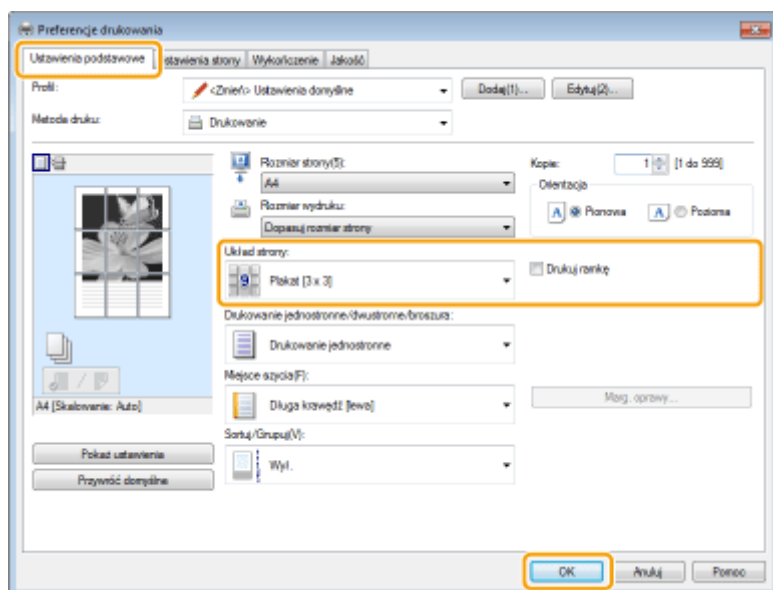 Preferencje drukowania
Ustawienia podstawowe Ustawienia strony Wykończenie Jakość
Profil: <Zmień> Ustawienia domyślne Dodaj(1)... Edytuj(2)...
Metoda druku: Drukowanie
Rozmiar strony(5):
A4
Rozmiar wydruku:
Dopasuj rozmiar strony
Kopie: 1 [1 do 999]
Orientacja
A Pionowa A Pozioma
Układ strony:
9 Plakat [3 x 3]
Drukuj ramkę
Drukowanie jednostronne/dwustronne/broszura:
Drukowanie jednostronne
Miejsce szycia(F):
Długa krawędź [lewa]
Marg. oprawy...
A4 [Skalowanie: Auto]
Sortuj/Grupuj(V):
Wył.
Pokaż ustawienia
Przywróć domyślne
OK Anuluj Pomoc